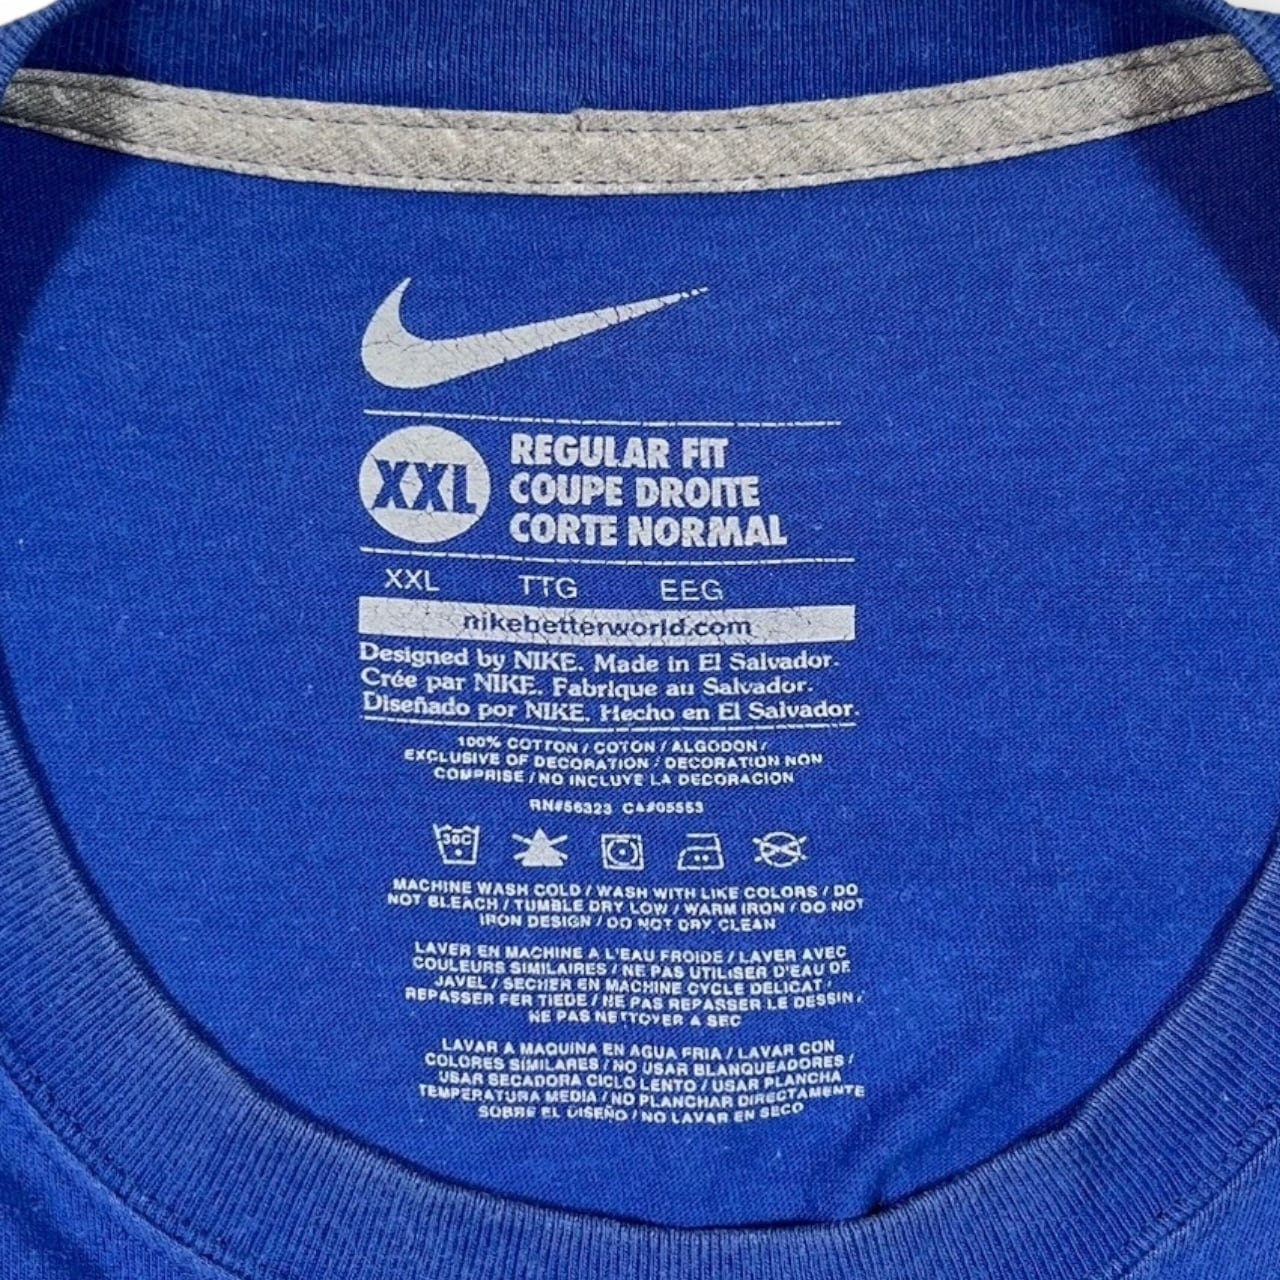 XXL
REGULAR FIT
COUPE DROITE
CORTE NORMAL
XXL TTG EEG
nikebetterworld.com
Designed by NIKE. Made in El Salvador.
Crée par NIKE. Fabrique au Salvador.
Diseñado por NIKE. Hecho en El Salvador.
100% COTTON / COTON / ALGODON /
EXCLUSIVE OF DECORATION / DECORATION NON
COMPRISE / NO INCLUYE LA DECORACION
RN#56323 CA#05553
30C
MACHINE WASH COLD / WASH WITH LIKE COLORS / DO
NOT BLEACH / TUMBLE DRY LOW / WARM IRON / DO NOT
IRON DESIGN / DO NOT DRY CLEAN
LAVER EN MACHINE A L'EAU FROIDE / LAVER AVEC
COULEURS SIMILAIRES / NE PAS UTILISER D'EAU DE
JAVEL / SECHER EN MACHINE CYCLE DELICAT /
REPASSER FER TIEDE / NE PAS REPASSER LE DESSIN /
NE PAS NETTOYER A SEC
LAVAR A MAQUINA EN AGUA FRIA / LAVAR CON
COLORES SIMILARES / NO USAR BLANQUEADORES /
USAR SECADORA CICLO LENTO / USAR PLANCHA
TEMPERATURA MEDIA / NO PLANCHAR DIRECTAMENTE
SOBRE EL DISEÑO / NO LAVAR EN SECO